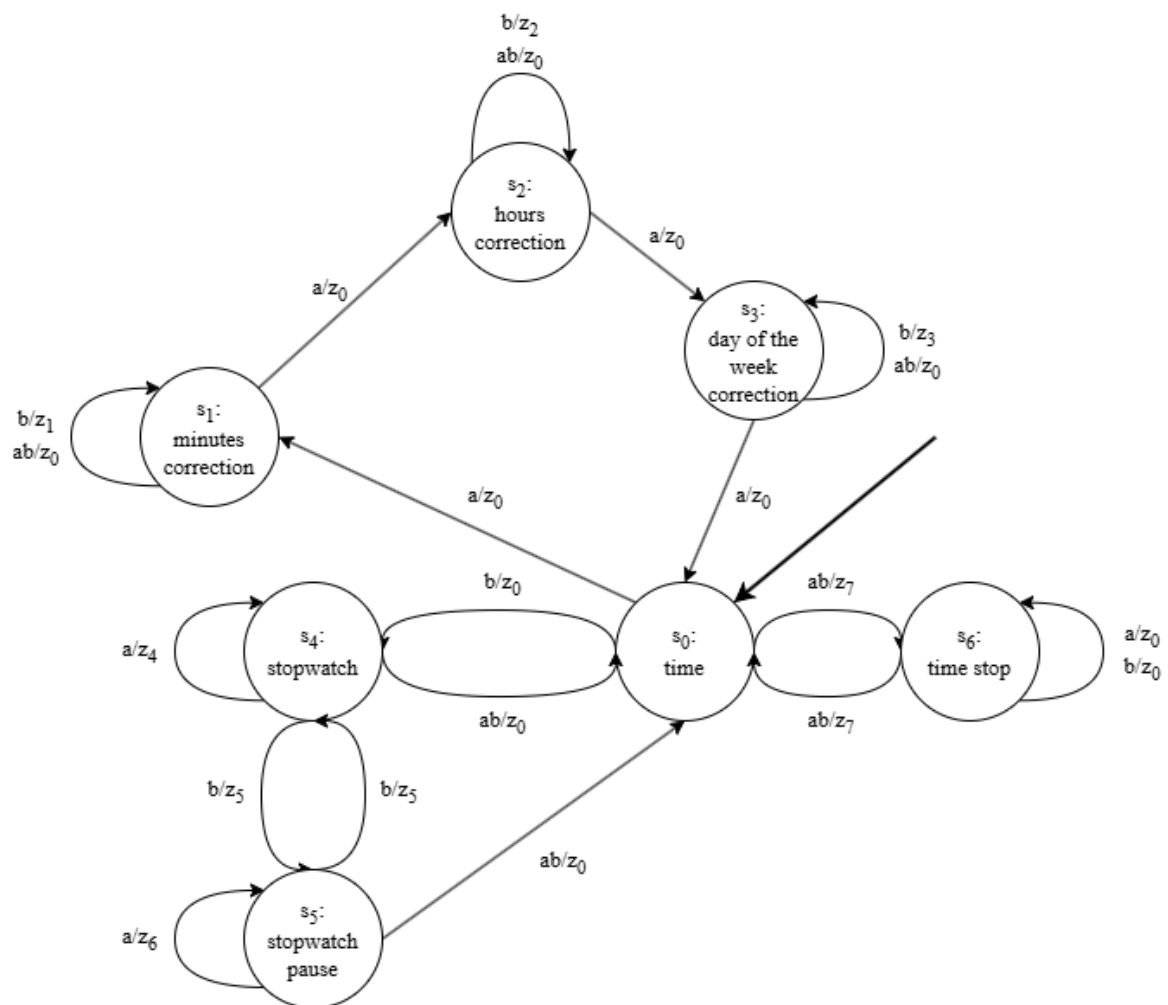 b/z₂
ab/z₀
s₂:
hours
correction
a/z₀
a/z₀
s₃:
day of the
week
correction
b/z₃
ab/z₀
b/z₁
ab/z₀
s₁:
minutes
correction
a/z₀
a/z₀
b/z₀
ab/z₇
a/z₄
s₄:
stopwatch
s₀:
time
s₆:
time stop
a/z₀
b/z₀
ab/z₀
ab/z₇
b/z₅
b/z₅
ab/z₀
a/z₆
s₅:
stopwatch
pause